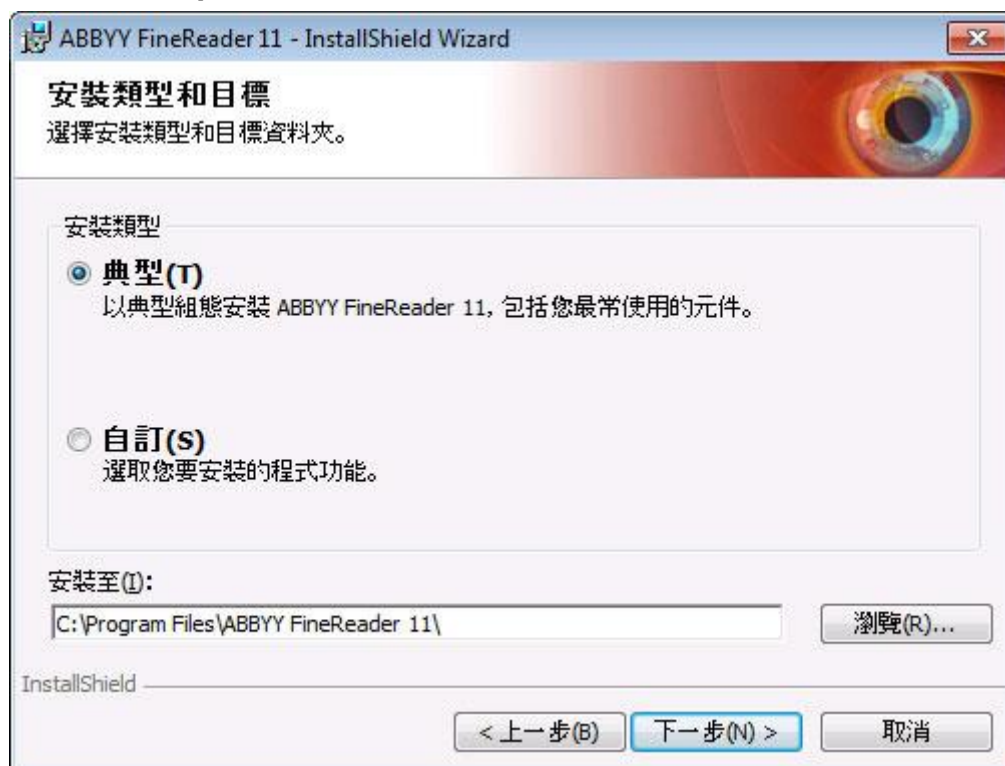 ABBYY FineReader 11 - InstallShield Wizard
安裝類型和目標
選擇安裝類型和目標資料夾。
安裝類型
典型(T)
以典型組態安裝 ABBYY FineReader 11, 包括您最常使用的元件。
自訂(S)
選取您要安裝的程式功能。
安裝至(I):
C:\Program Files\ABBYY FineReader 11\
瀏覽(R)...
InstallShield
< 上一步(B) 下一步(N) > 取消